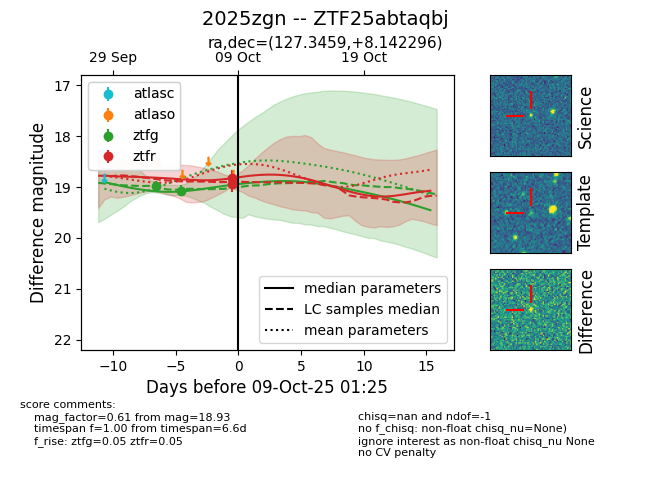 2025zgn -- ZTF25abtaqbj
ra,dec=(127.3459,+8.142296)
29 Sep
09 Oct
19 Oct
17
18
19
20
21
22
Difference magnitude
atlasc
atlaso
ztfg
ztfr
median parameters
LC samples median
mean parameters
−10
−5
0
5
10
15
Days before 09-Oct-25 01:25
Science
Template
Difference
score comments:
mag_factor=0.61 from mag=18.93
timespan f=1.00 from timespan=6.6d
f_rise: ztfg=0.05 ztfr=0.05
chisq=nan and ndof=-1
no f_chisq: non-float chisq_nu=None)
ignore interest as non-float chisq_nu None
no CV penalty